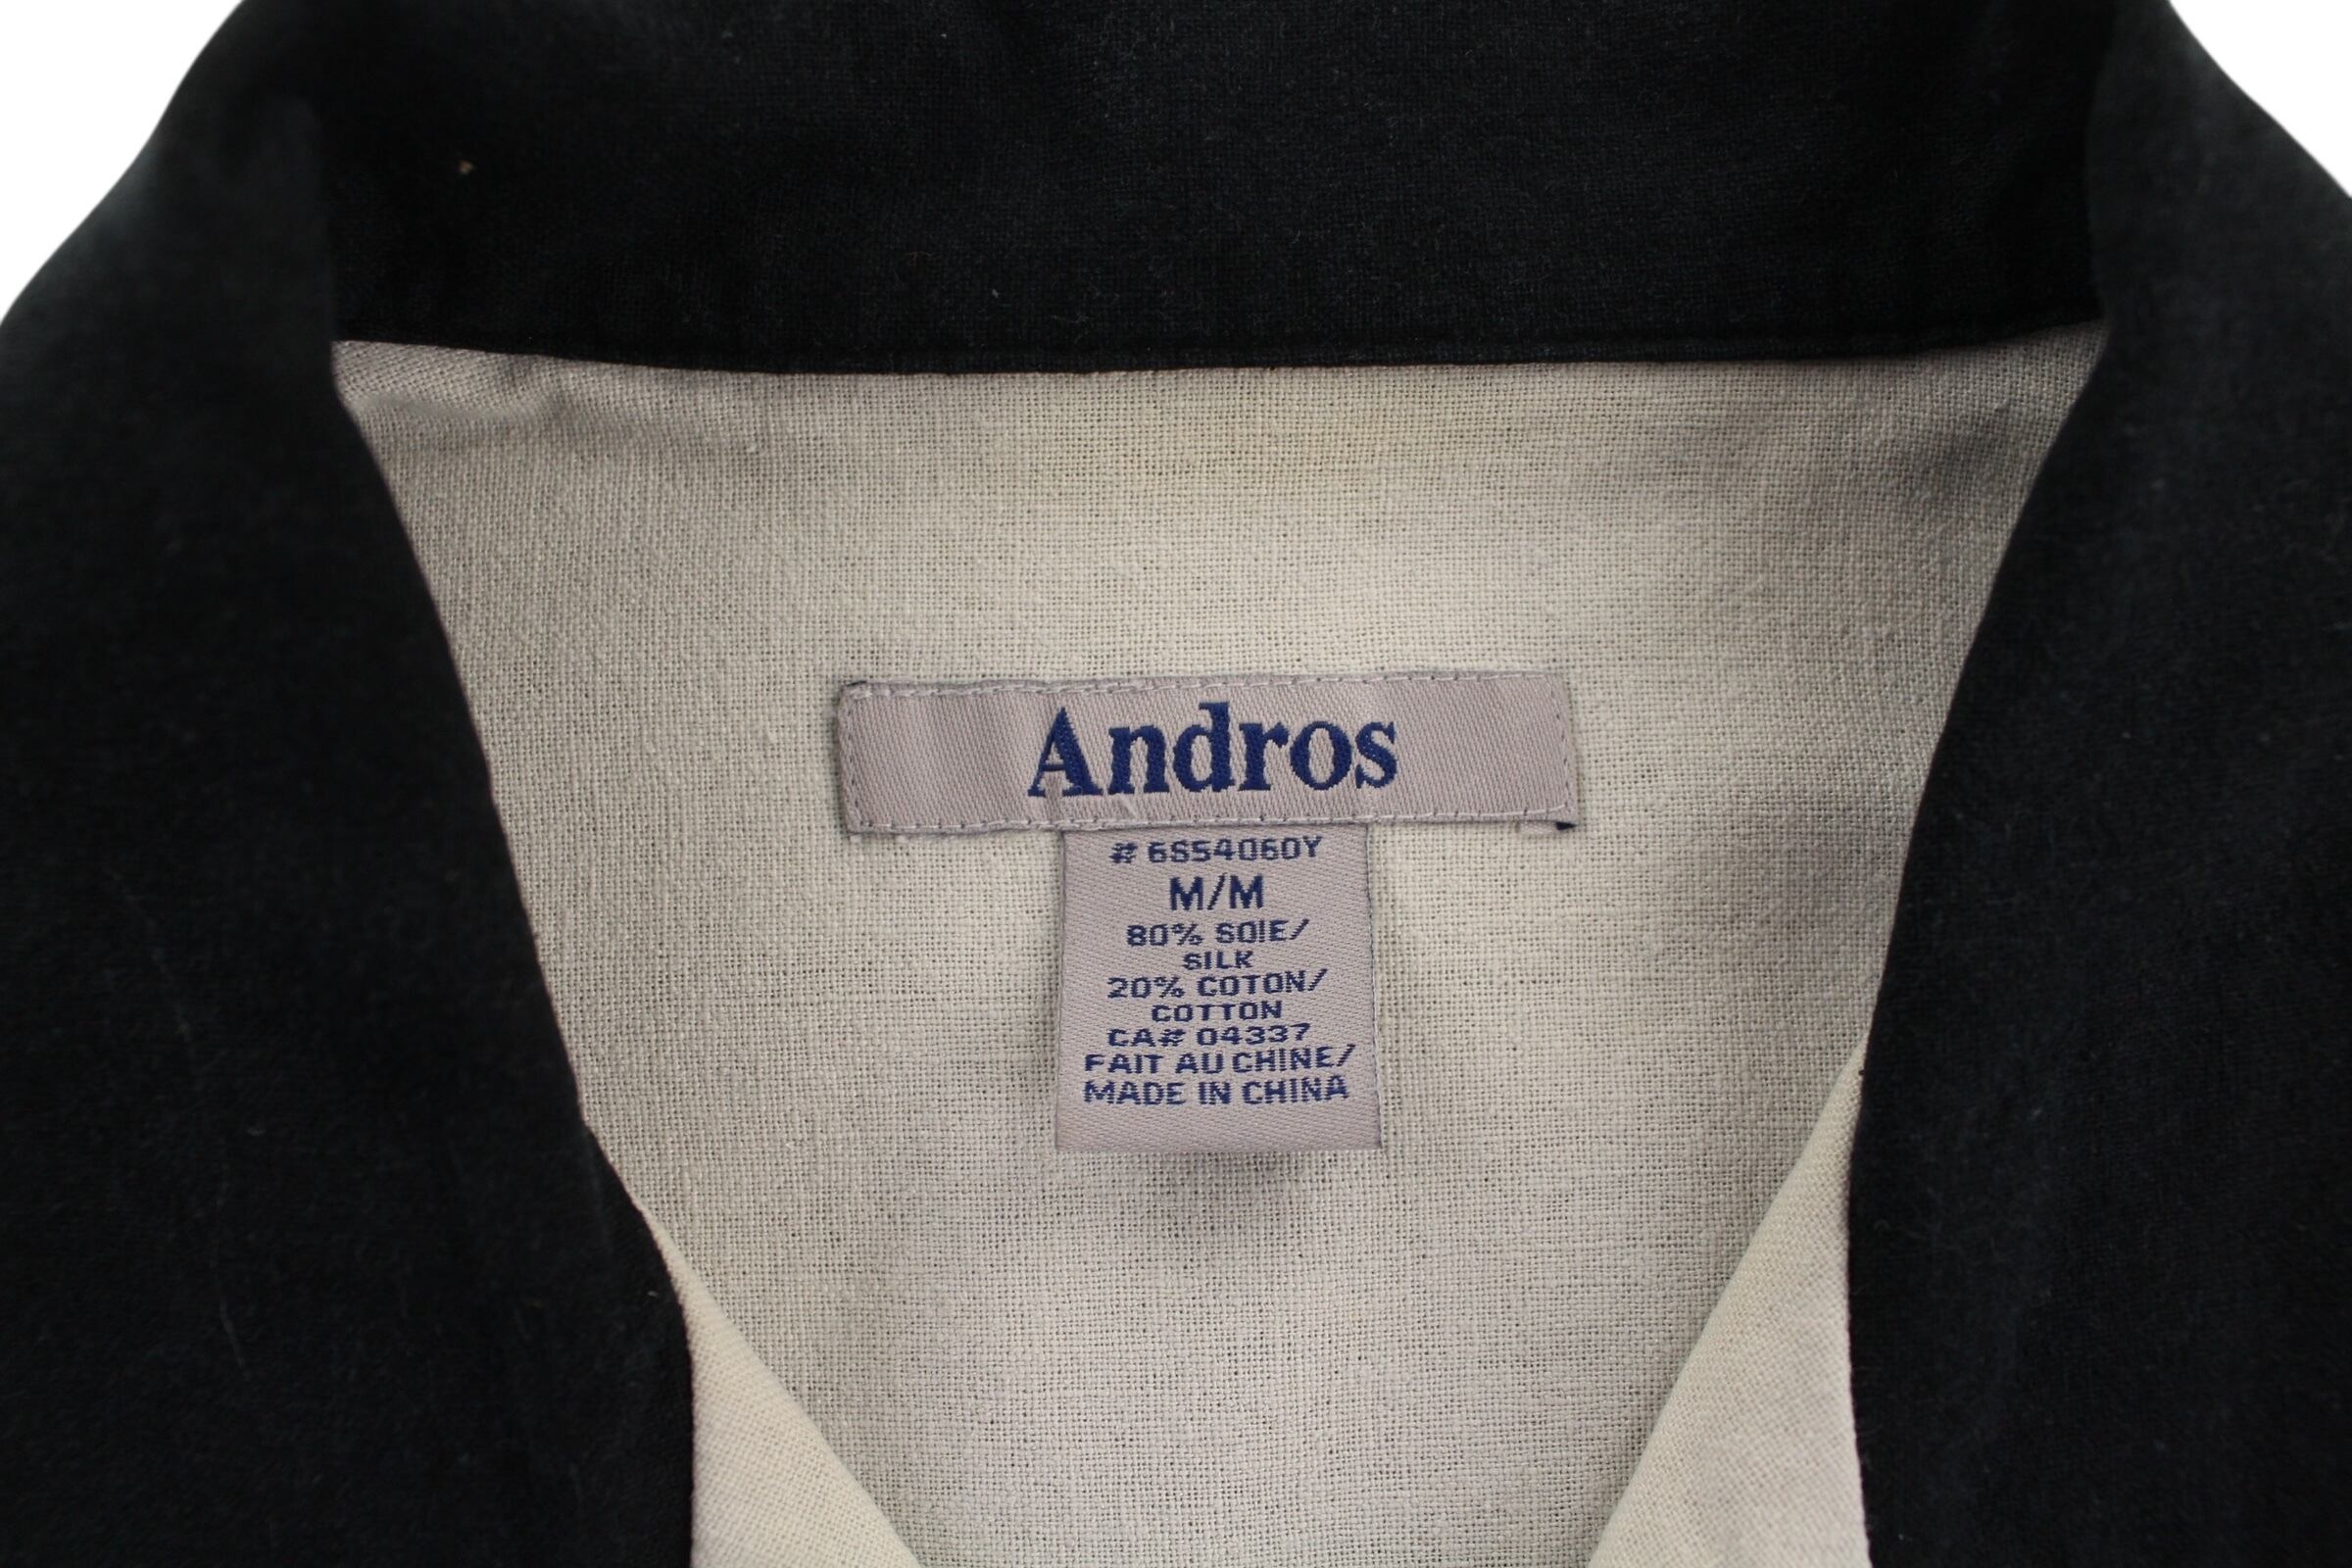 Andros
# 6S54060Y
M/M
80% SOIE/
SILK
20% COTON/
COTTON
CA# 04337
FAIT AU CHINE/
MADE IN CHINA